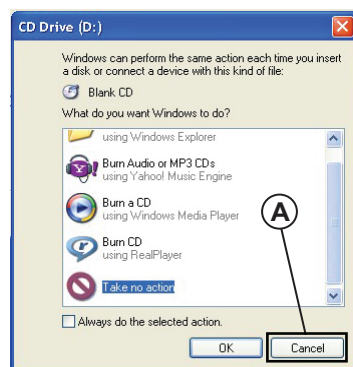 CD Drive (D:)
Windows can perform the same action each time you insert
a disk or connect a device with this kind of file:
Blank CD
What do you want Windows to do?
using Windows Explorer
Burn Audio or MP3 CDs
using Yahoo! Music Engine
Burn a CD
using Windows Media Player
A
Burn CD
using RealPlayer
Take no action
Always do the selected action.
OK Cancel